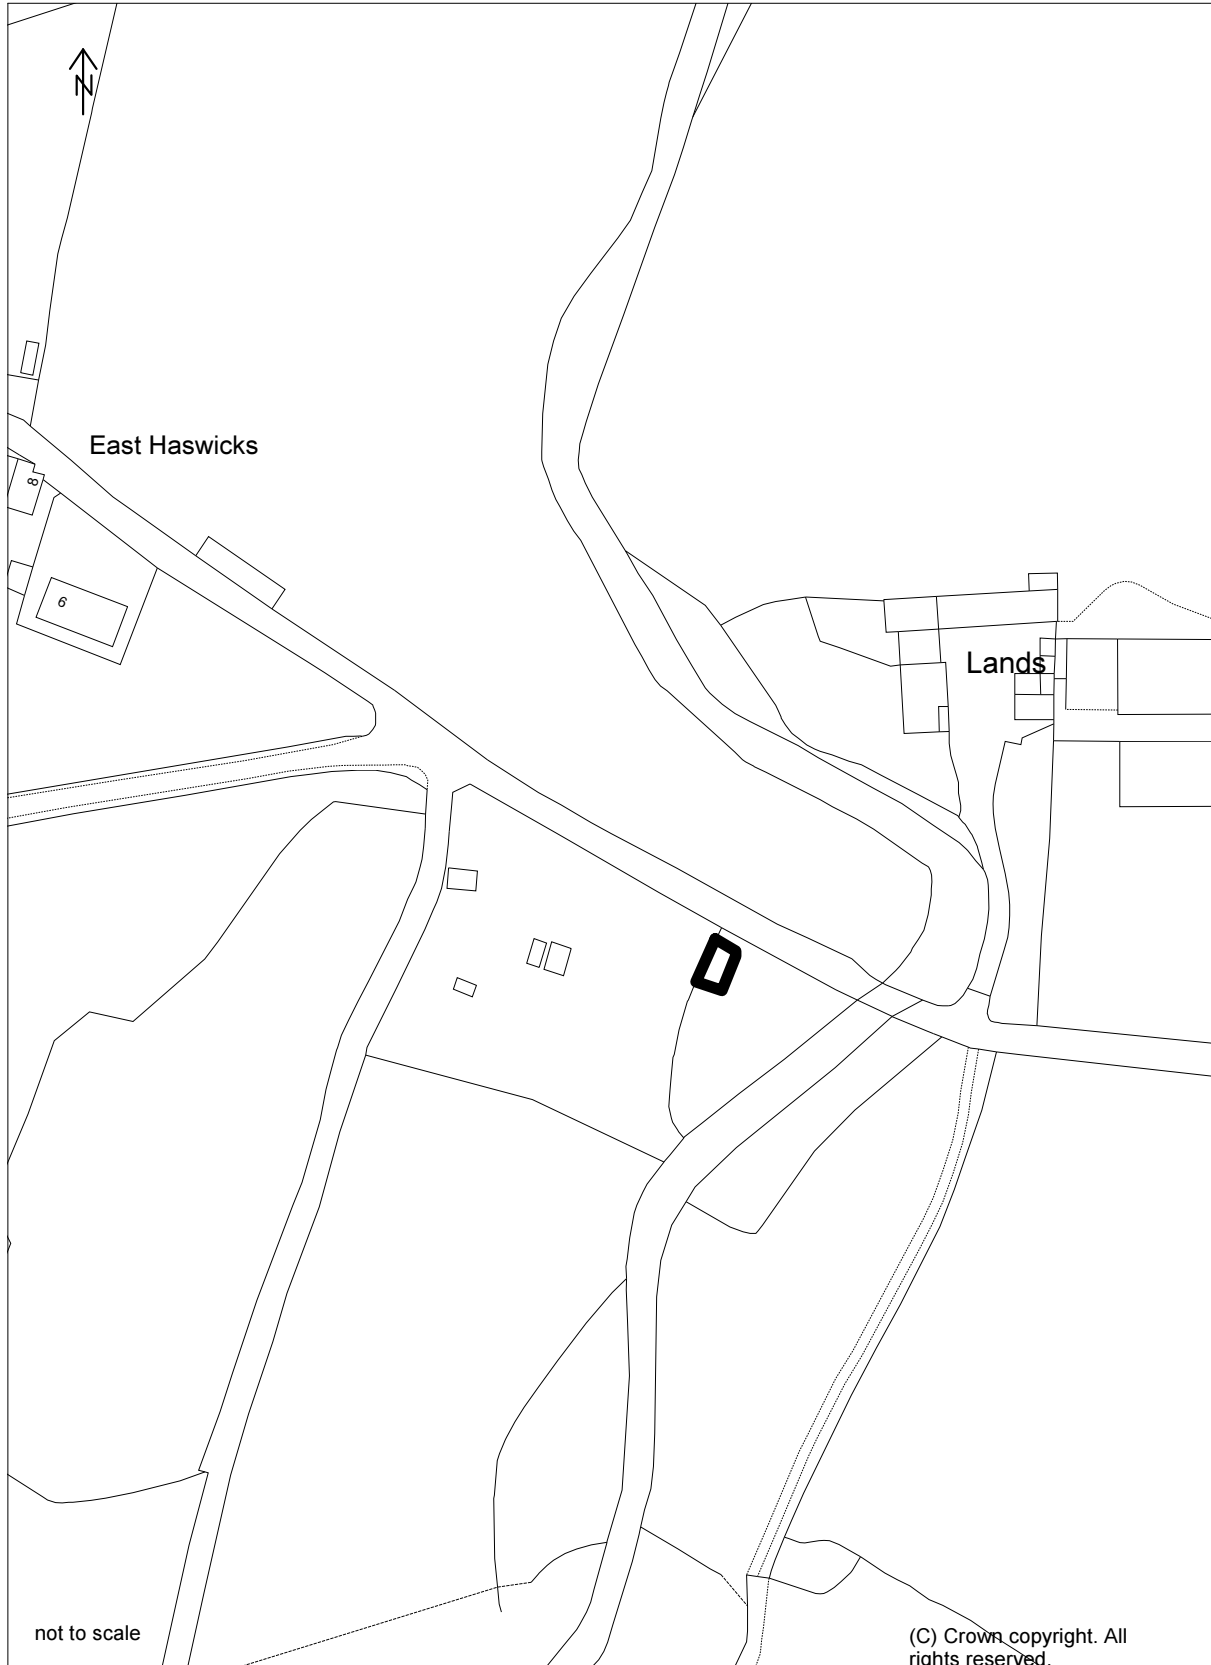 N
East Haswicks
8
6
Lands
not to scale
(C) Crown copyright. All
rights reserved.